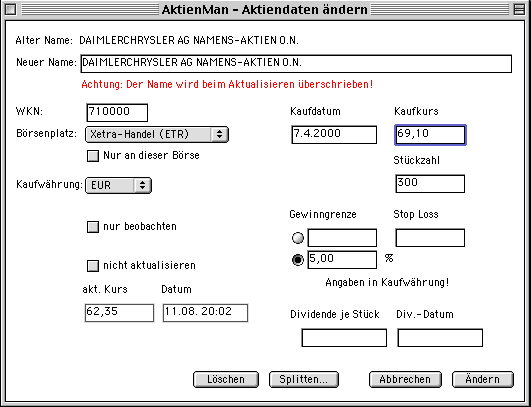 AktienMan - Aktiendaten ändern
Alter Name: DAIMLERCHRYSLER AG NAMENS-AKTIEN O.N.
Neuer Name: DAIMLERCHRYSLER AG NAMENS-AKTIEN O.N.
Achtung: Der Name wird beim Aktualisieren überschrieben!
WKN: 710000
Kaufdatum Kaufkurs
Börsenplatz: Xetra-Handel (ETR) 7.4.2000 69,10
Nur an dieser Börse
Stückzahl
Kaufwährung: EUR 300
nur beobachten
Gewinngrenze Stop Loss
nicht aktualisieren
5,00 %
Angaben in Kaufwährung!
akt. Kurs Datum
62,35 11.08. 20:02
Dividende je Stück Div.-Datum
Löschen Splitten... Abbrechen Ändern